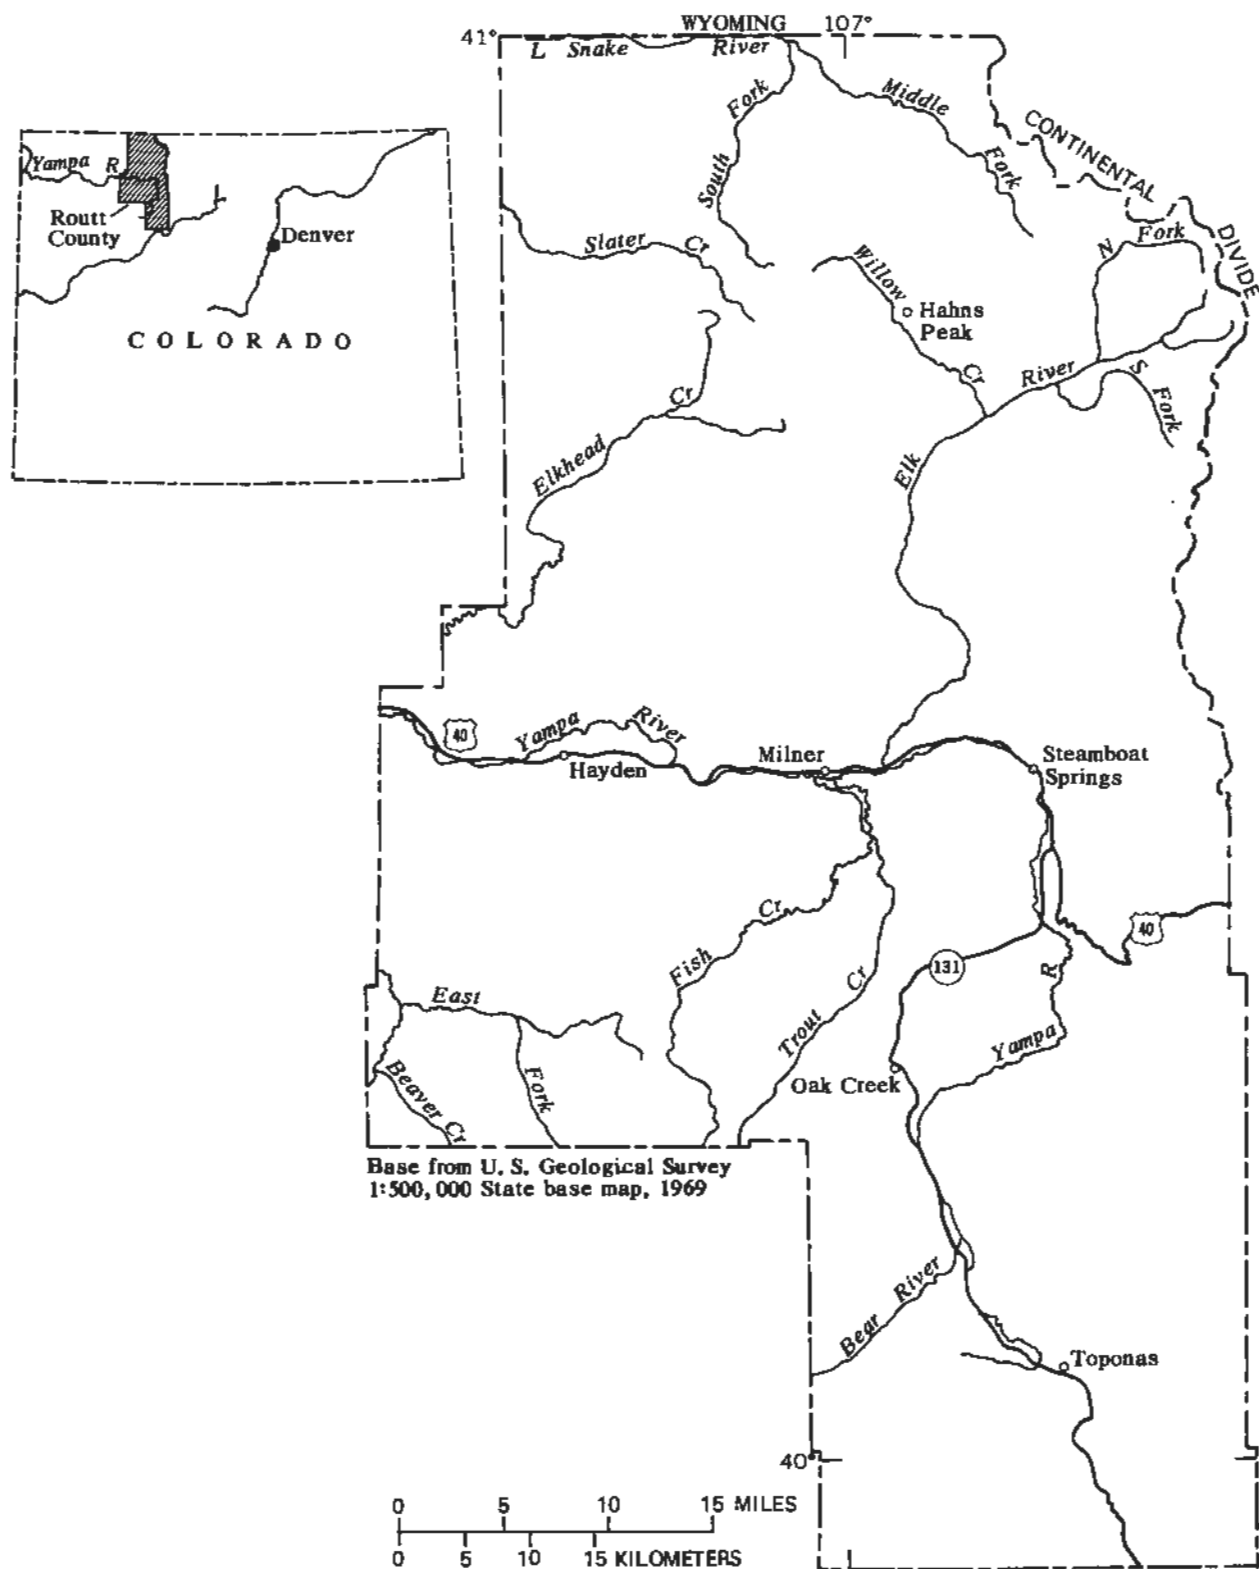 WYOMING
107°
41°
L Snake River
South Fork
Middle Fork
CONTINENTAL DIVIDE
Yampa R
Routt
County
Denver
COLORADO
Slater Cr
Willow Cr
Hahns
Peak
N Fork
S Fork
Elk River
Elkhead Cr
40
Yampa River
Hayden
Milner
Steamboat
Springs
Fish Cr
Trout Cr
40
131
Yampa R
East Fork
Beaver Cr
Oak Creek
Base from U. S. Geological Survey
1:500,000 State base map, 1969
Bear River
Toponas
40°
0 5 10 15 MILES
0 5 10 15 KILOMETERS